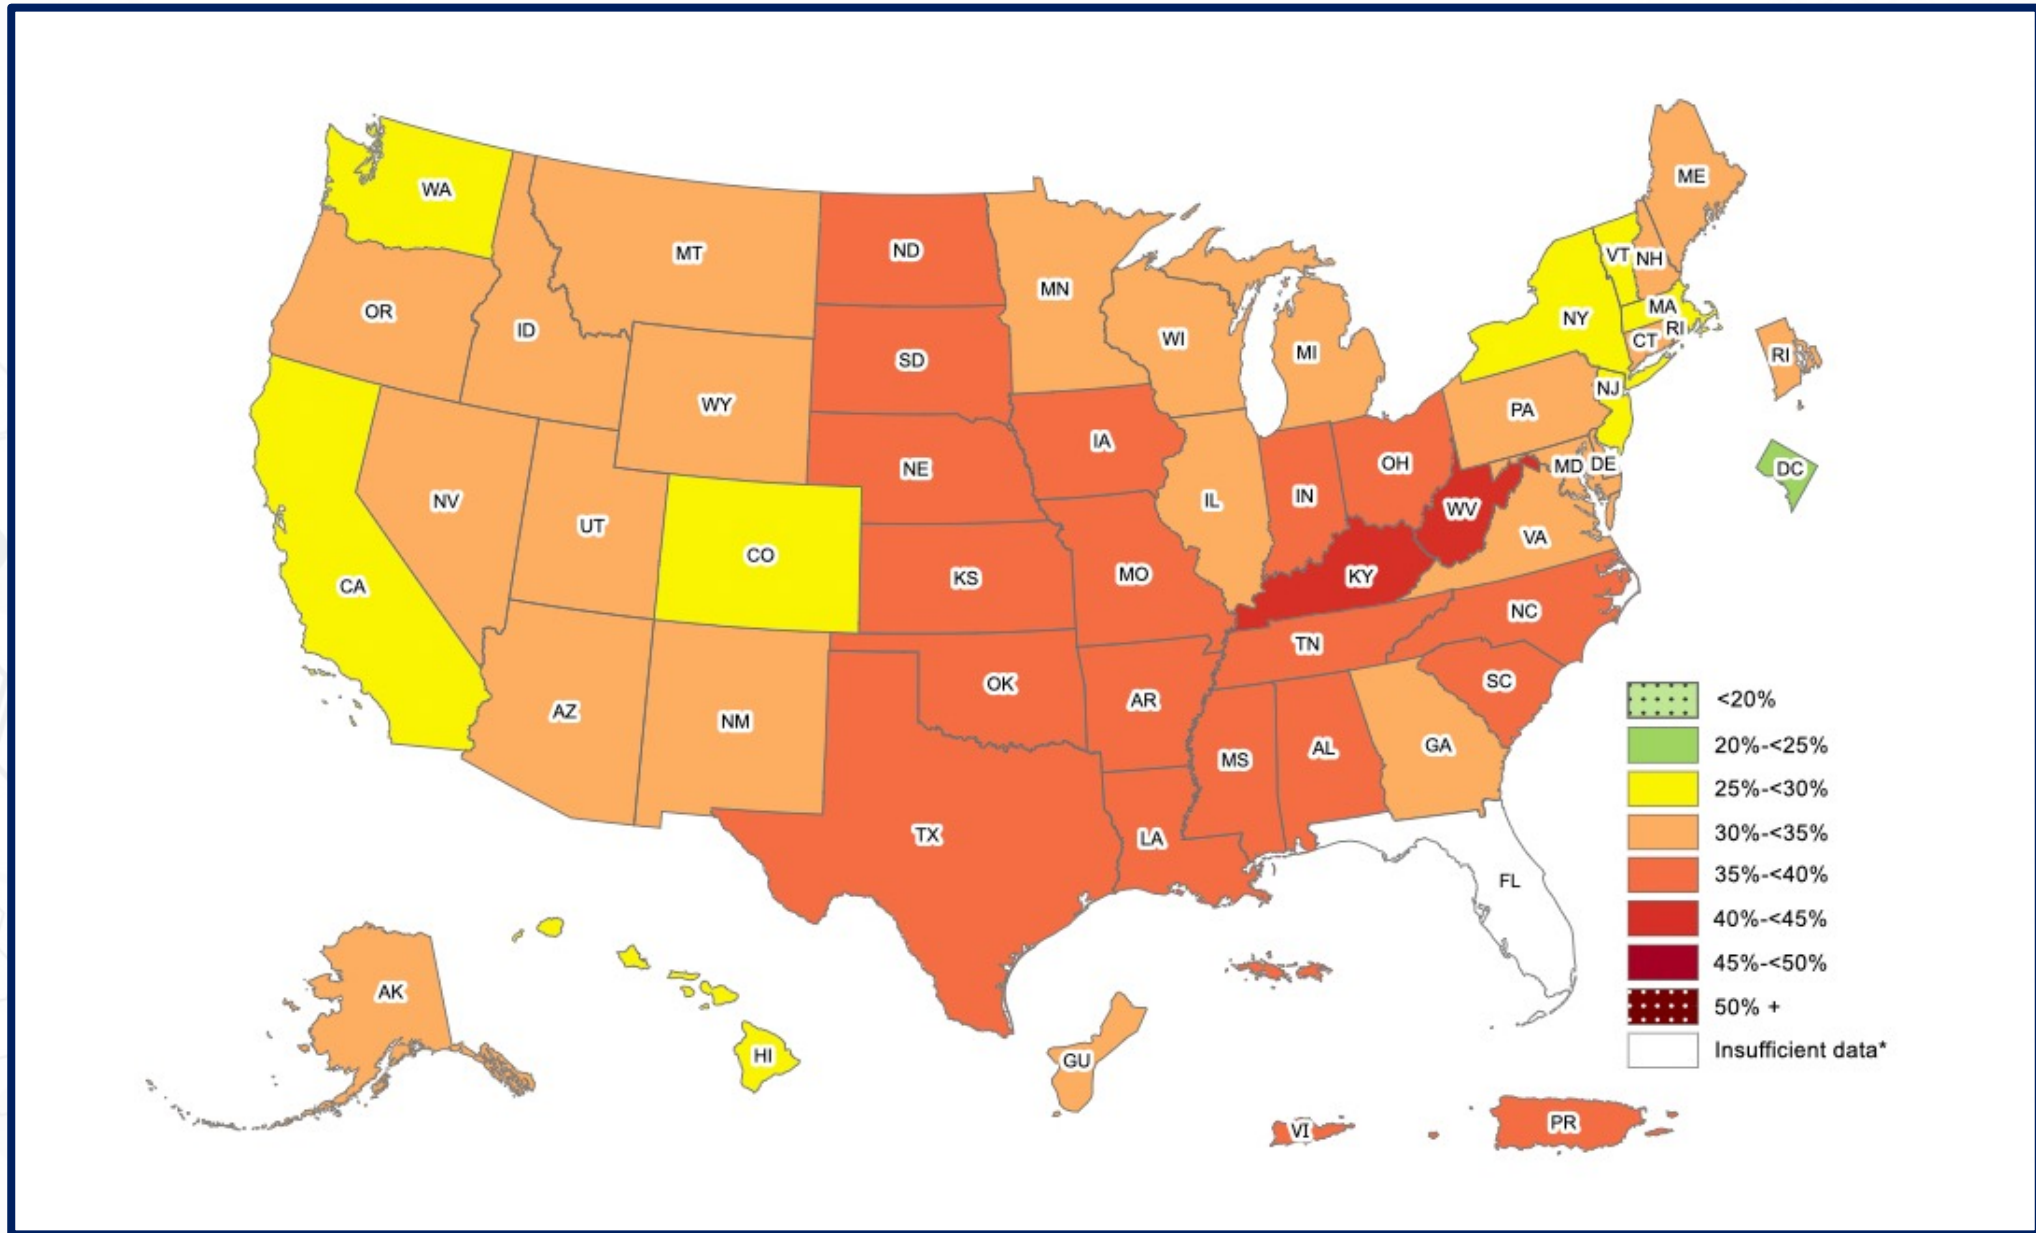 WA
MT
ND
MN
ME
VT
NH
OR
ID
SD
WI
MI
NY
MA
RI
CT
RI
WY
IA
NE
PA
NJ
NV
UT
CO
IL
IN
OH
WV
MD
DE
DC
CA
KS
MO
KY
VA
NC
TN
AZ
NM
OK
AR
SC
MS
AL
GA
TX
LA
FL
AK
HI
GU
VI
PR
<20%
20%-<25%
25%-<30%
30%-<35%
35%-<40%
40%-<45%
45%-<50%
50% +
Insufficient data*